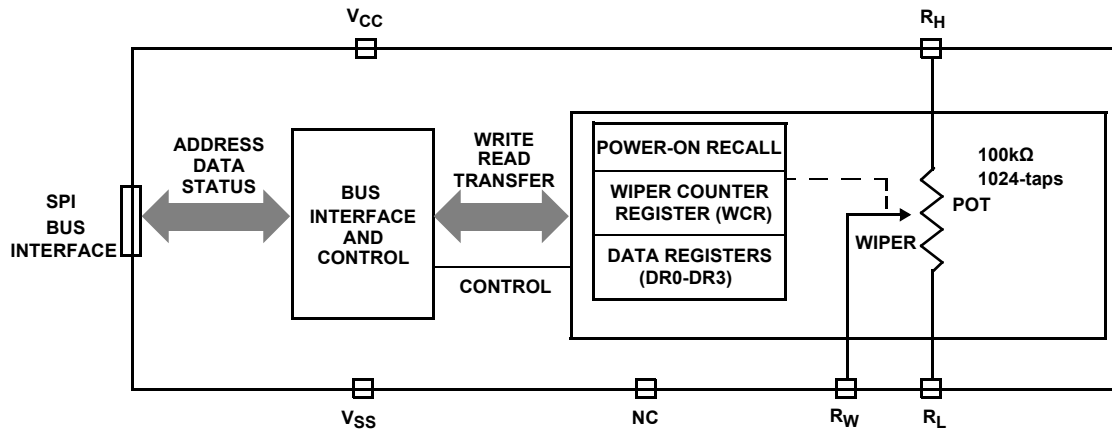 VCC
RH
ADDRESS
DATA
STATUS
SPI
BUS
INTERFACE
BUS
INTERFACE
AND
CONTROL
WRITE
READ
TRANSFER
CONTROL
POWER-ON RECALL
WIPER COUNTER
REGISTER (WCR)
DATA REGISTERS
(DR0-DR3)
100kΩ
1024-taps
POT
WIPER
VSS
NC
RW
RL